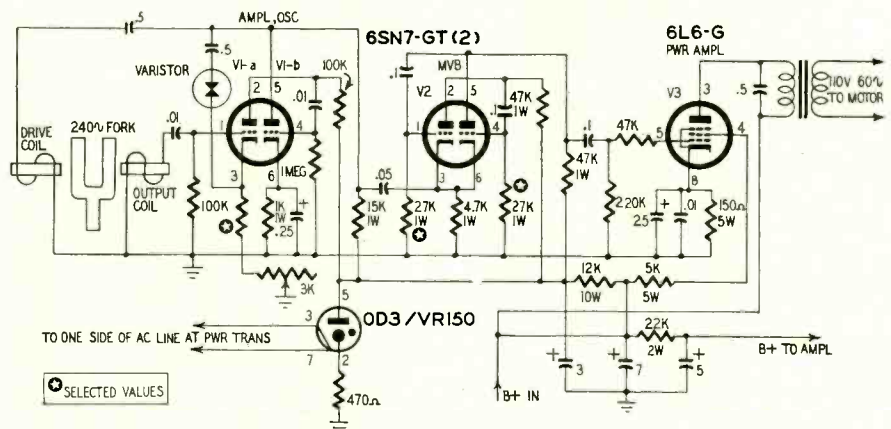 .5
AMPL, OSC
6SN7-GT(2)
6L6-G
PWR AMPL
VARISTOR
.5
V1-a
V1-b
2
5
100K
.01
.1
MVB
V2
2
5
47K
1W
.1
V3
3
.5
110V 60~
TO MOTOR
DRIVE
COIL
240~ FORK
.01
OUTPUT
COIL
1
4
1 MEG
3
6
1
4
3
6
.1
47K
5
4
8
47K
1W
100K
1K
1W
.25
+
.05
15K
1W
27K
1W
4.7K
1W
27K
1W
220K
+
25
.01
150Ω
5W
3K
12K
10W
5K
5W
5
OD3/VR150
3
7
2
TO ONE SIDE OF AC LINE AT PWR TRANS
470Ω
SELECTED VALUES
22K
2W
B+ TO AMPL
+
3
+
7
+
5
B+ IN